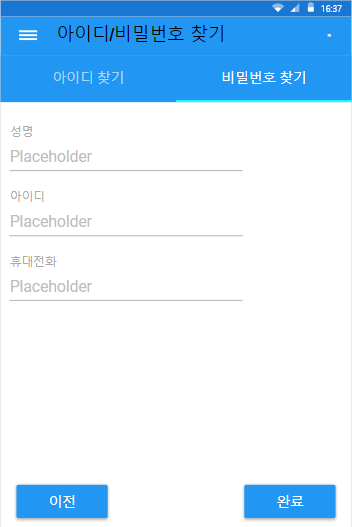 16:37
아이디/비밀번호 찾기
아이디 찾기 비밀번호 찾기
성명
Placeholder
아이디
Placeholder
휴대전화
Placeholder
이전 완료